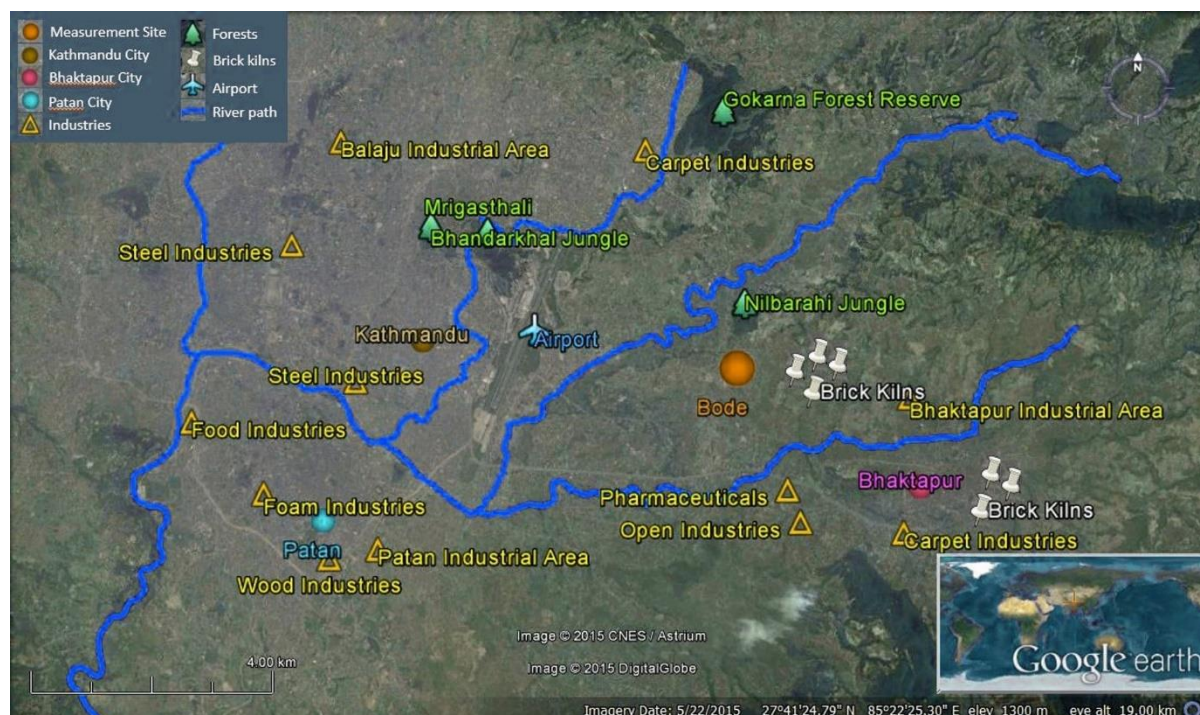 Measurement Site
Kathmandu City
Bhaktapur City
Patan City
Industries
Forests
Brick kilns
Airport
River path
N
Gokarna Forest Reserve
Balaju Industrial Area
Carpet Industries
Mrigasthali
Bhandarkhal Jungle
Steel Industries
Nilbarahi Jungle
Kathmandu
Airport
Steel Industries
Brick Kilns
Bode
Bhaktapur Industrial Area
Food Industries
Bhaktapur
Pharmaceuticals
Foam Industries
Brick Kilns
Open Industries
Carpet Industries
Patan
Patan Industrial Area
Wood Industries
Image © 2015 CNES / Astrium
4.00 km
Image © 2015 DigitalGlobe
Google earth
Imagery Date: 5/22/2015 27°41'24.79" N 85°22'25.30" E elev 1300 m eye alt 19.00 km